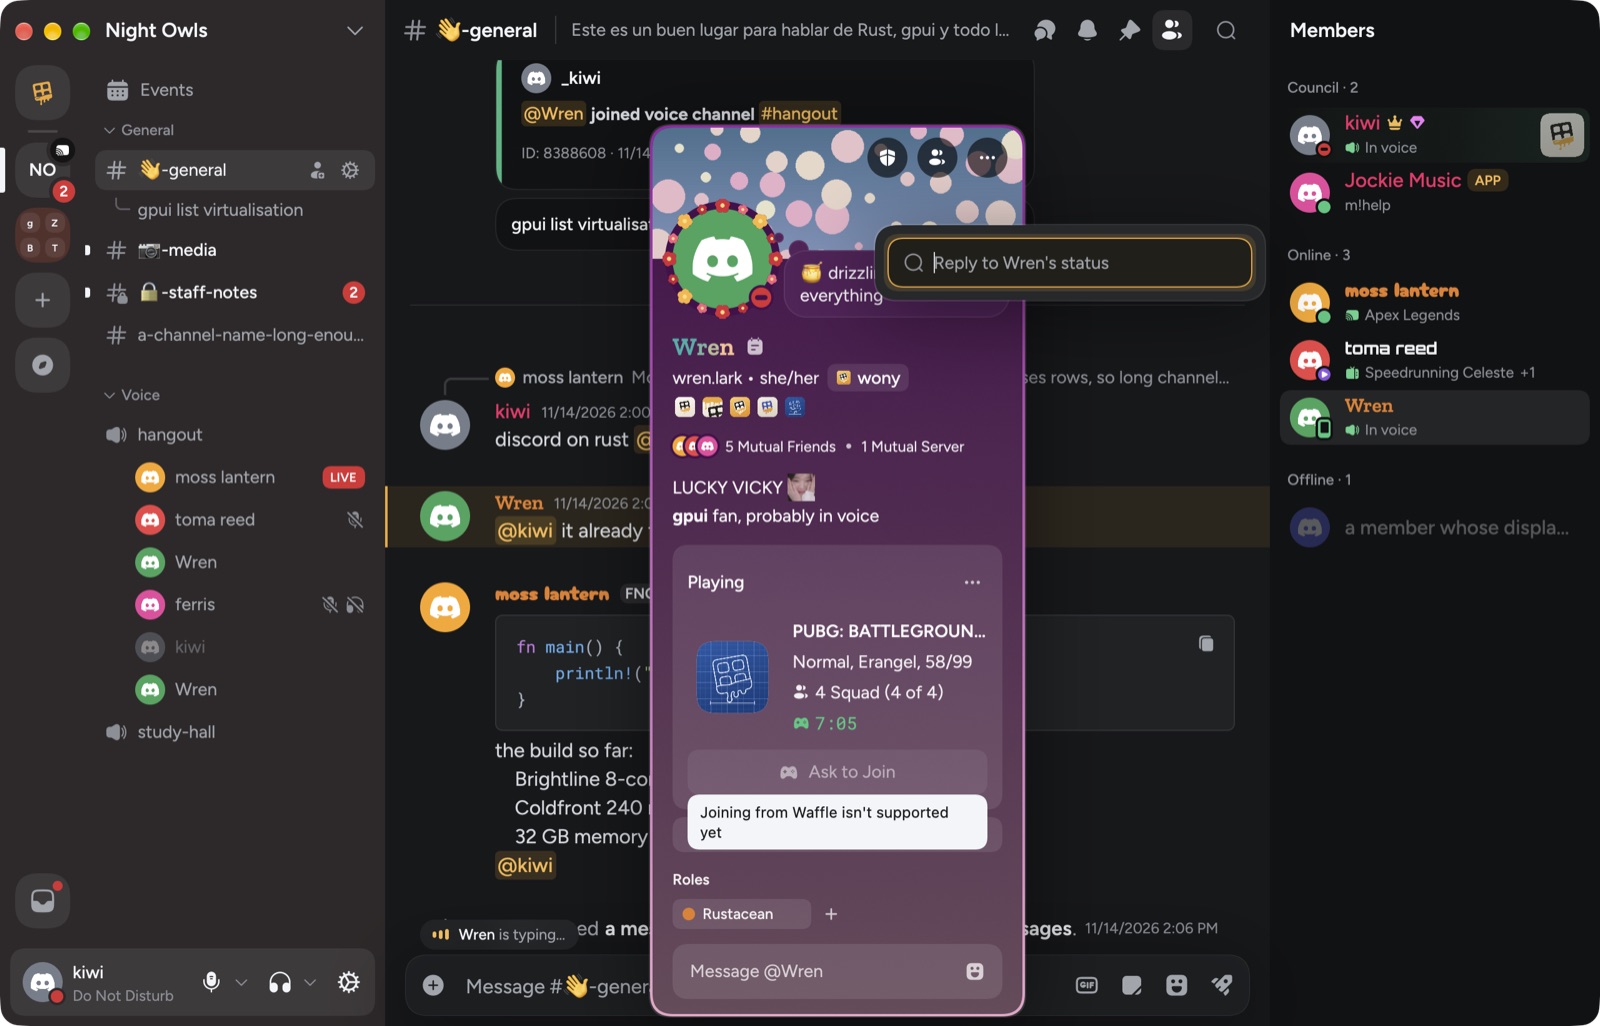 Night Owls
Events
General
NO
2
👋-general
gpui list virtualisation
g Z
B T
📷-media
🔒-staff-notes
2
a-channel-name-long-enou...
Voice
hangout
moss lantern
LIVE
toma reed
Wren
ferris
kiwi
Wren
study-hall
kiwi
Do Not Disturb
# 👋-general
Este es un buen lugar para hablar de Rust, gpui y todo l...
_kiwi
@Wren joined voice channel #hangout
ID: 8388608 · 11/14
gpui list virtualisa
moss lantern
ses rows, so long channel...
kiwi 11/14/2026 2:00
discord on rust @
Wren 11/14/2026 2:0
@kiwi it already
moss lantern
fn main() {
println!("
}
the build so far:
Brightline 8-co
Coldfront 240
32 GB memory
@kiwi
Wren is typing...
ed a me
sages. 11/14/2026 2:06 PM
Message #👋-gener
GIF
🍯 drizzli
everything
Reply to Wren's status
Wren
wren.lark • she/her
wony
5 Mutual Friends • 1 Mutual Server
LUCKY VICKY
gpui fan, probably in voice
Playing
PUBG: BATTLEGROUN...
Normal, Erangel, 58/99
4 Squad (4 of 4)
7:05
Ask to Join
Joining from Waffle isn't supported
yet
Roles
Rustacean
Message @Wren
Members
Council · 2
kiwi
In voice
Jockie Music APP
m!help
Online · 3
moss lantern
Apex Legends
toma reed
Speedrunning Celeste +1
Wren
In voice
Offline · 1
a member whose displa...